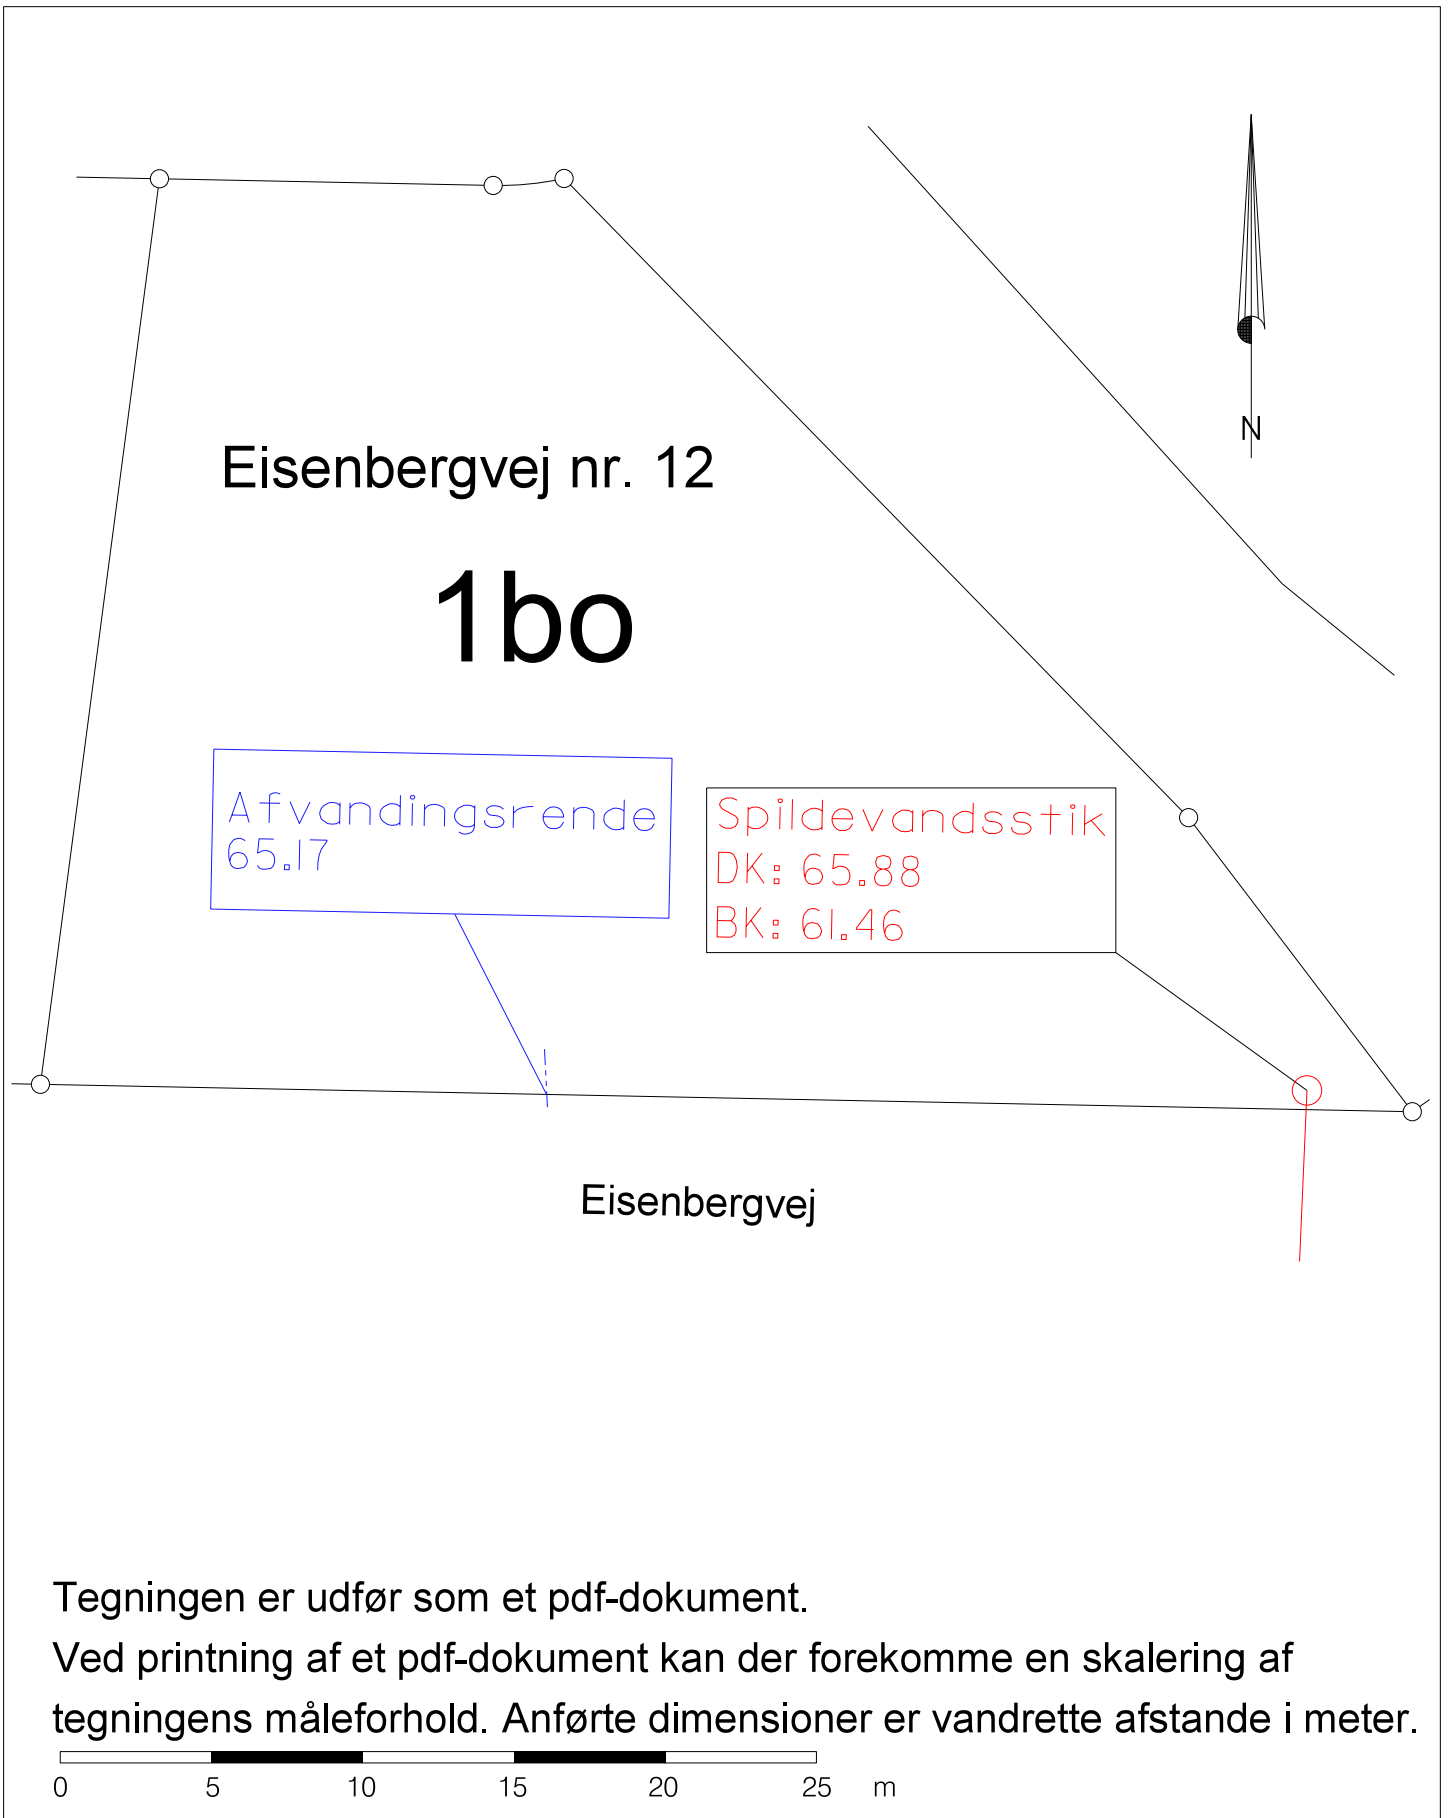 N
Eisenbergvej nr. 12
1bo
Afvandingsrende
65.17
Spildevandsstik
DK: 65.88
BK: 61.46
Eisenbergvej
Tegningen er udfør som et pdf-dokument.
Ved printning af et pdf-dokument kan der forekomme en skalering af
tegningens måleforhold. Anførte dimensioner er vandrette afstande i meter.
0 5 10 15 20 25 m